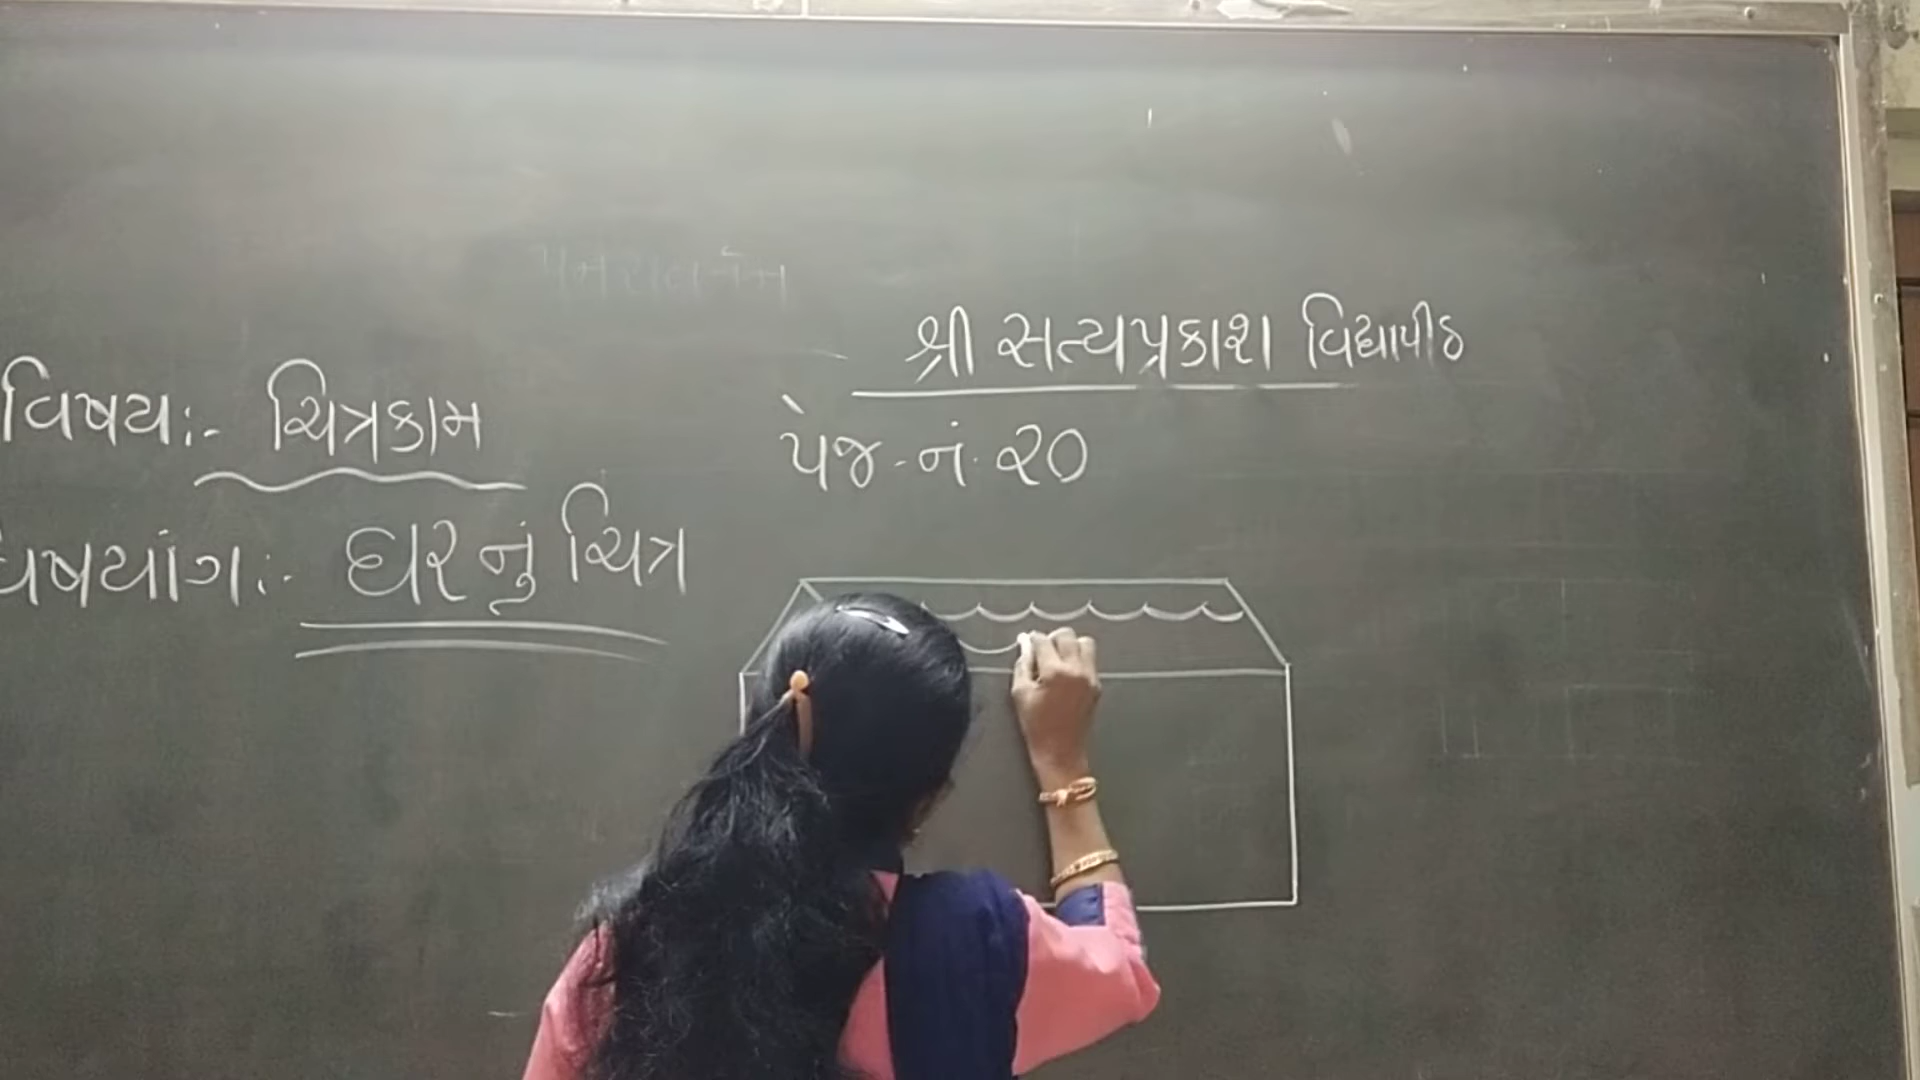 શ્રી સત્યપ્રકાશ વિદ્યાપીઠ
વિષય:- ચિત્રકામ
પેજ.નં. ૨૦
વિષયાંગ:- ઘરનું ચિત્ર